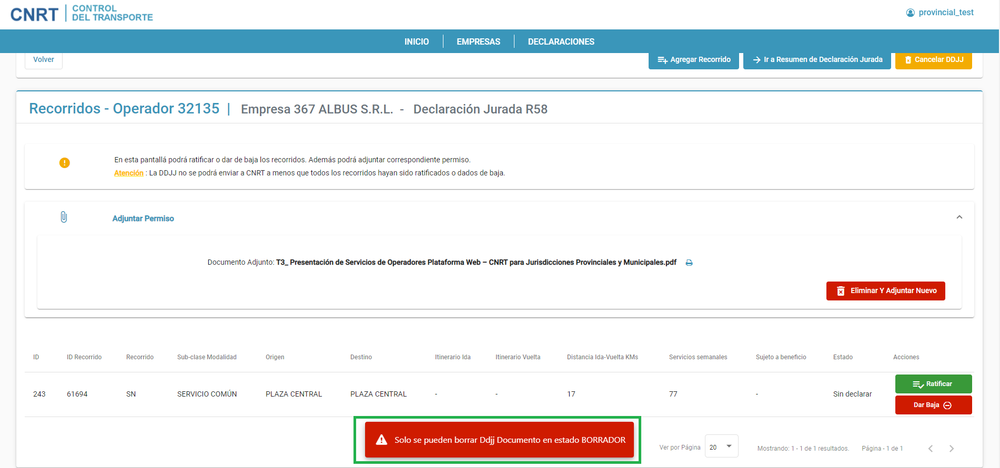 CNRT CONTROL
DEL TRANSPORTE
provincial_test
INICIO EMPRESAS DECLARACIONES
Volver Agregar Recorrido Ir a Resumen de Declaración Jurada Cancelar DDJJ
Recorridos - Operador 32135 | Empresa 367 ALBUS S.R.L. - Declaración Jurada R58
En esta pantallá podrá ratificar o dar de baja los recorridos. Además podrá adjuntar correspondiente permiso.
Atención : La DDJJ no se podrá enviar a CNRT a menos que todos los recorridos hayan sido ratificados o dados de baja.
Adjuntar Permiso
Documento Adjunto: T3_ Presentación de Servicios de Operadores Plataforma Web – CNRT para Jurisdicciones Provinciales y Municipales.pdf
Eliminar Y Adjuntar Nuevo
ID ID Recorrido Recorrido Sub-clase Modalidad Origen Destino Itinerario Ida Itinerario Vuelta Distancia Ida-Vuelta KMs Servicios semanales Sujeto a beneficio Estado Acciones
243 61694 SN SERVICIO COMÚN PLAZA CENTRAL PLAZA CENTRAL - - 17 77 - Sin declarar Ratificar
Dar Baja
Solo se pueden borrar Ddjj Documento en estado BORRADOR
Ver por Página 20 Mostrando: 1 - 1 de 1 resultados. Página - 1 de 1